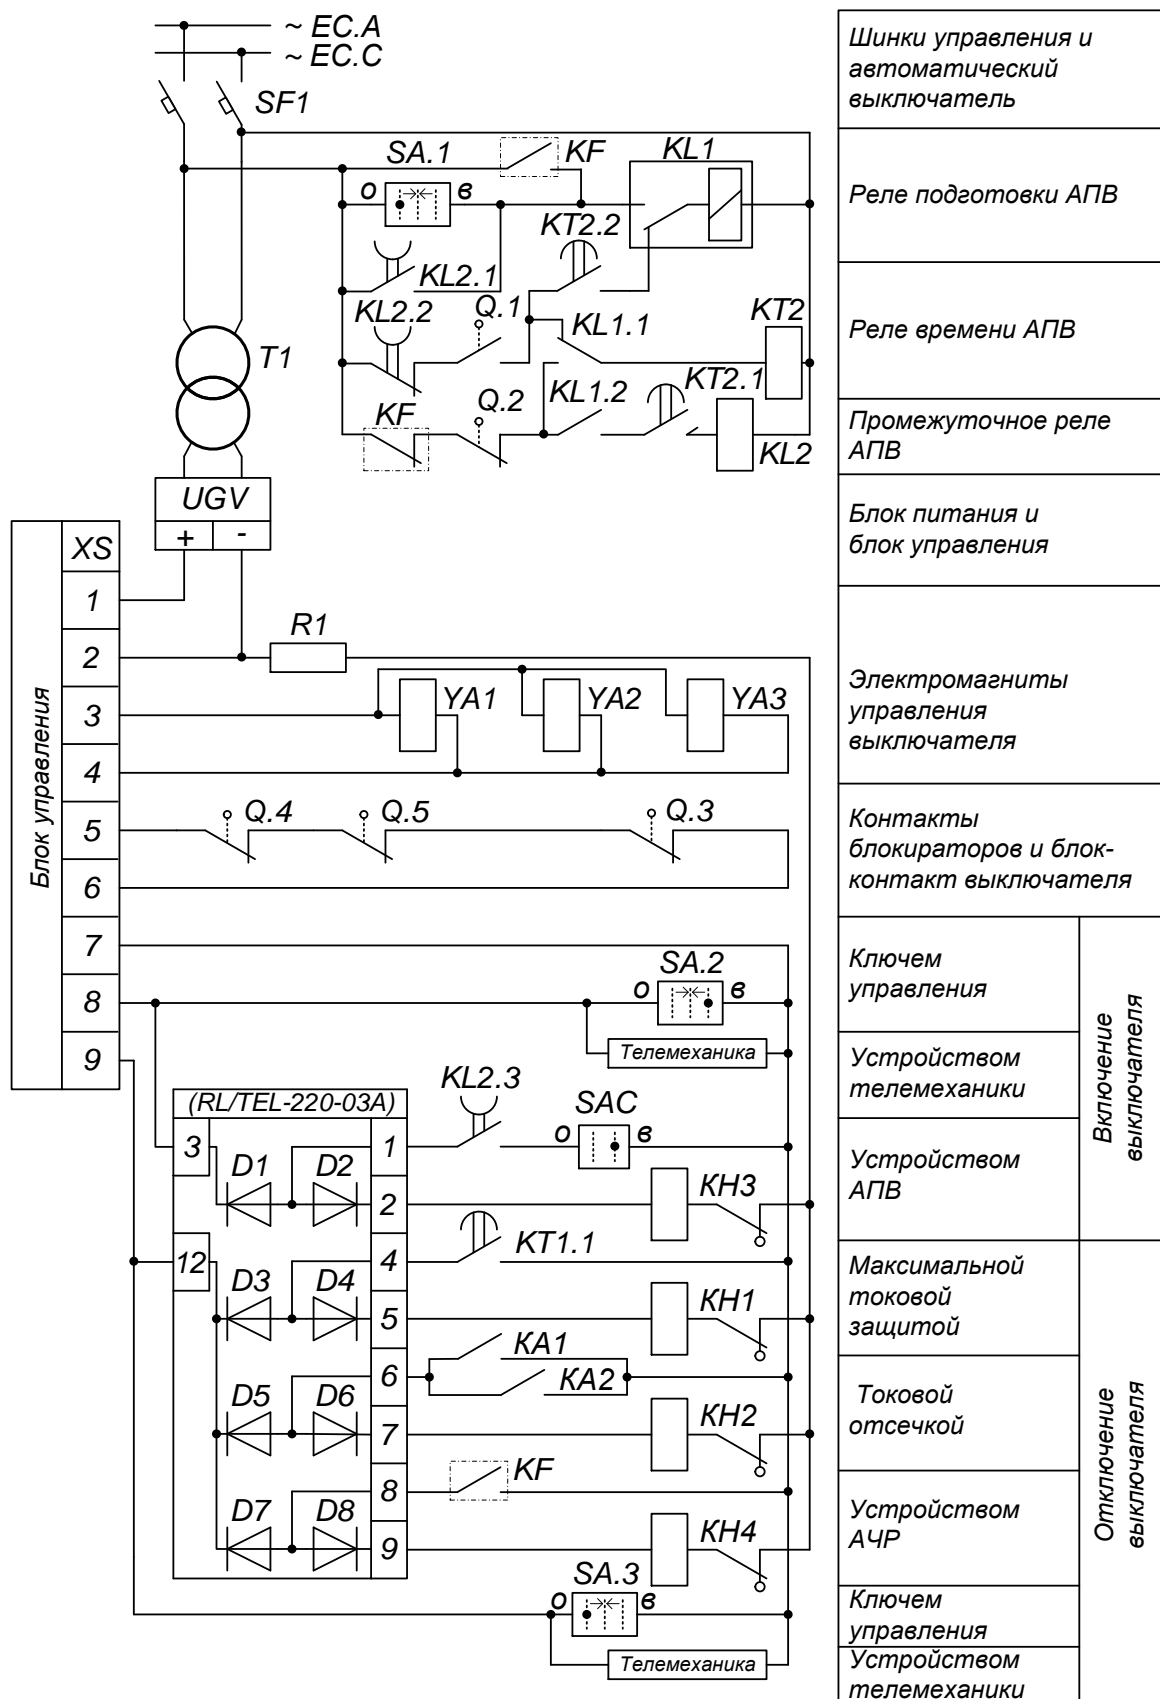 ~ EC.A
~ EC.C
SF1
SA.1
KF
KL1
о
в
KT2.2
KL2.1
KL2.2
Q.1
KL1.1
KT2
T1
KF
Q.2
KL1.2
KT2.1
KL2
UGV
+
-
Блок управления
XS
1
2
3
4
5
6
7
8
9
R1
YA1
YA2
YA3
Q.4
Q.5
Q.3
SA.2
о
в
Телемеханика
(RL/TEL-220-03A)
3
12
1
2
4
5
6
7
8
9
D1
D2
D3
D4
D5
D6
D7
D8
KL2.3
SAC
о
в
КН3
KT1.1
КН1
КА1
КА2
КН2
KF
КН4
SA.3
о
в
Телемеханика
Шинки управления и
автоматический
выключатель
Реле подготовки АПВ
Реле времени АПВ
Промежуточное реле
АПВ
Блок питания и
блок управления
Электромагниты
управления
выключателя
Контакты
блокираторов и блок-
контакт выключателя
Ключем
управления
Устройством
телемеханики
Устройством
АПВ
Включение
выключателя
Максимальной
токовой
защитой
Токовой
отсечкой
Устройством
АЧР
Ключем
управления
Устройством
телемеханики
Отключение
выключателя